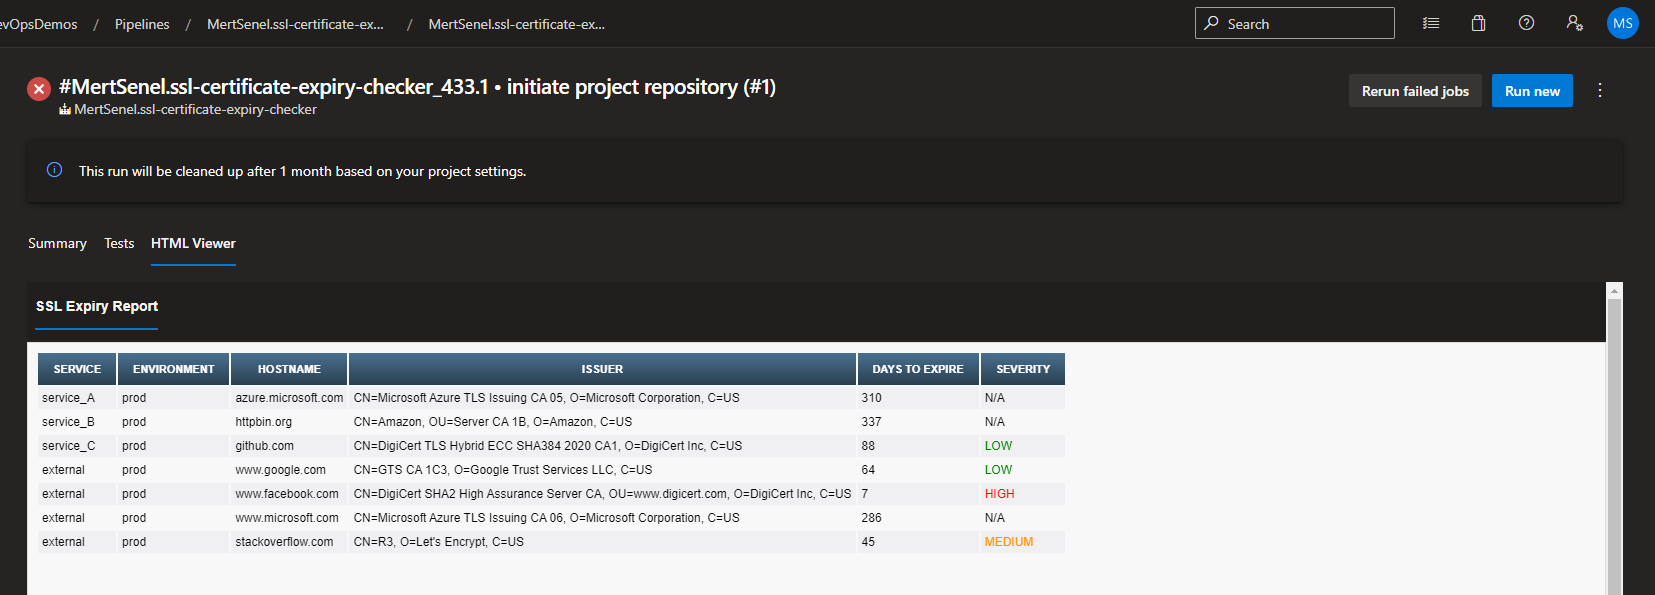 evOpsDemos / Pipelines / MertSenel.ssl-certificate-ex... / MertSenel.ssl-certificate-ex... Search MS
#MertSenel.ssl-certificate-expiry-checker_433.1 • initiate project repository (#1) Rerun failed jobs Run new
MertSenel.ssl-certificate-expiry-checker
This run will be cleaned up after 1 month based on your project settings.
Summary Tests HTML Viewer
SSL Expiry Report
SERVICE ENVIRONMENT HOSTNAME ISSUER DAYS TO EXPIRE SEVERITY
service_A prod azure.microsoft.com CN=Microsoft Azure TLS Issuing CA 05, O=Microsoft Corporation, C=US 310 N/A
service_B prod httpbin.org CN=Amazon, OU=Server CA 1B, O=Amazon, C=US 337 N/A
service_C prod github.com CN=DigiCert TLS Hybrid ECC SHA384 2020 CA1, O=DigiCert Inc, C=US 88 LOW
external prod www.google.com CN=GTS CA 1C3, O=Google Trust Services LLC, C=US 64 LOW
external prod www.facebook.com CN=DigiCert SHA2 High Assurance Server CA, OU=www.digicert.com, O=DigiCert Inc, C=US 7 HIGH
external prod www.microsoft.com CN=Microsoft Azure TLS Issuing CA 06, O=Microsoft Corporation, C=US 286 N/A
external prod stackoverflow.com CN=R3, O=Let's Encrypt, C=US 45 MEDIUM